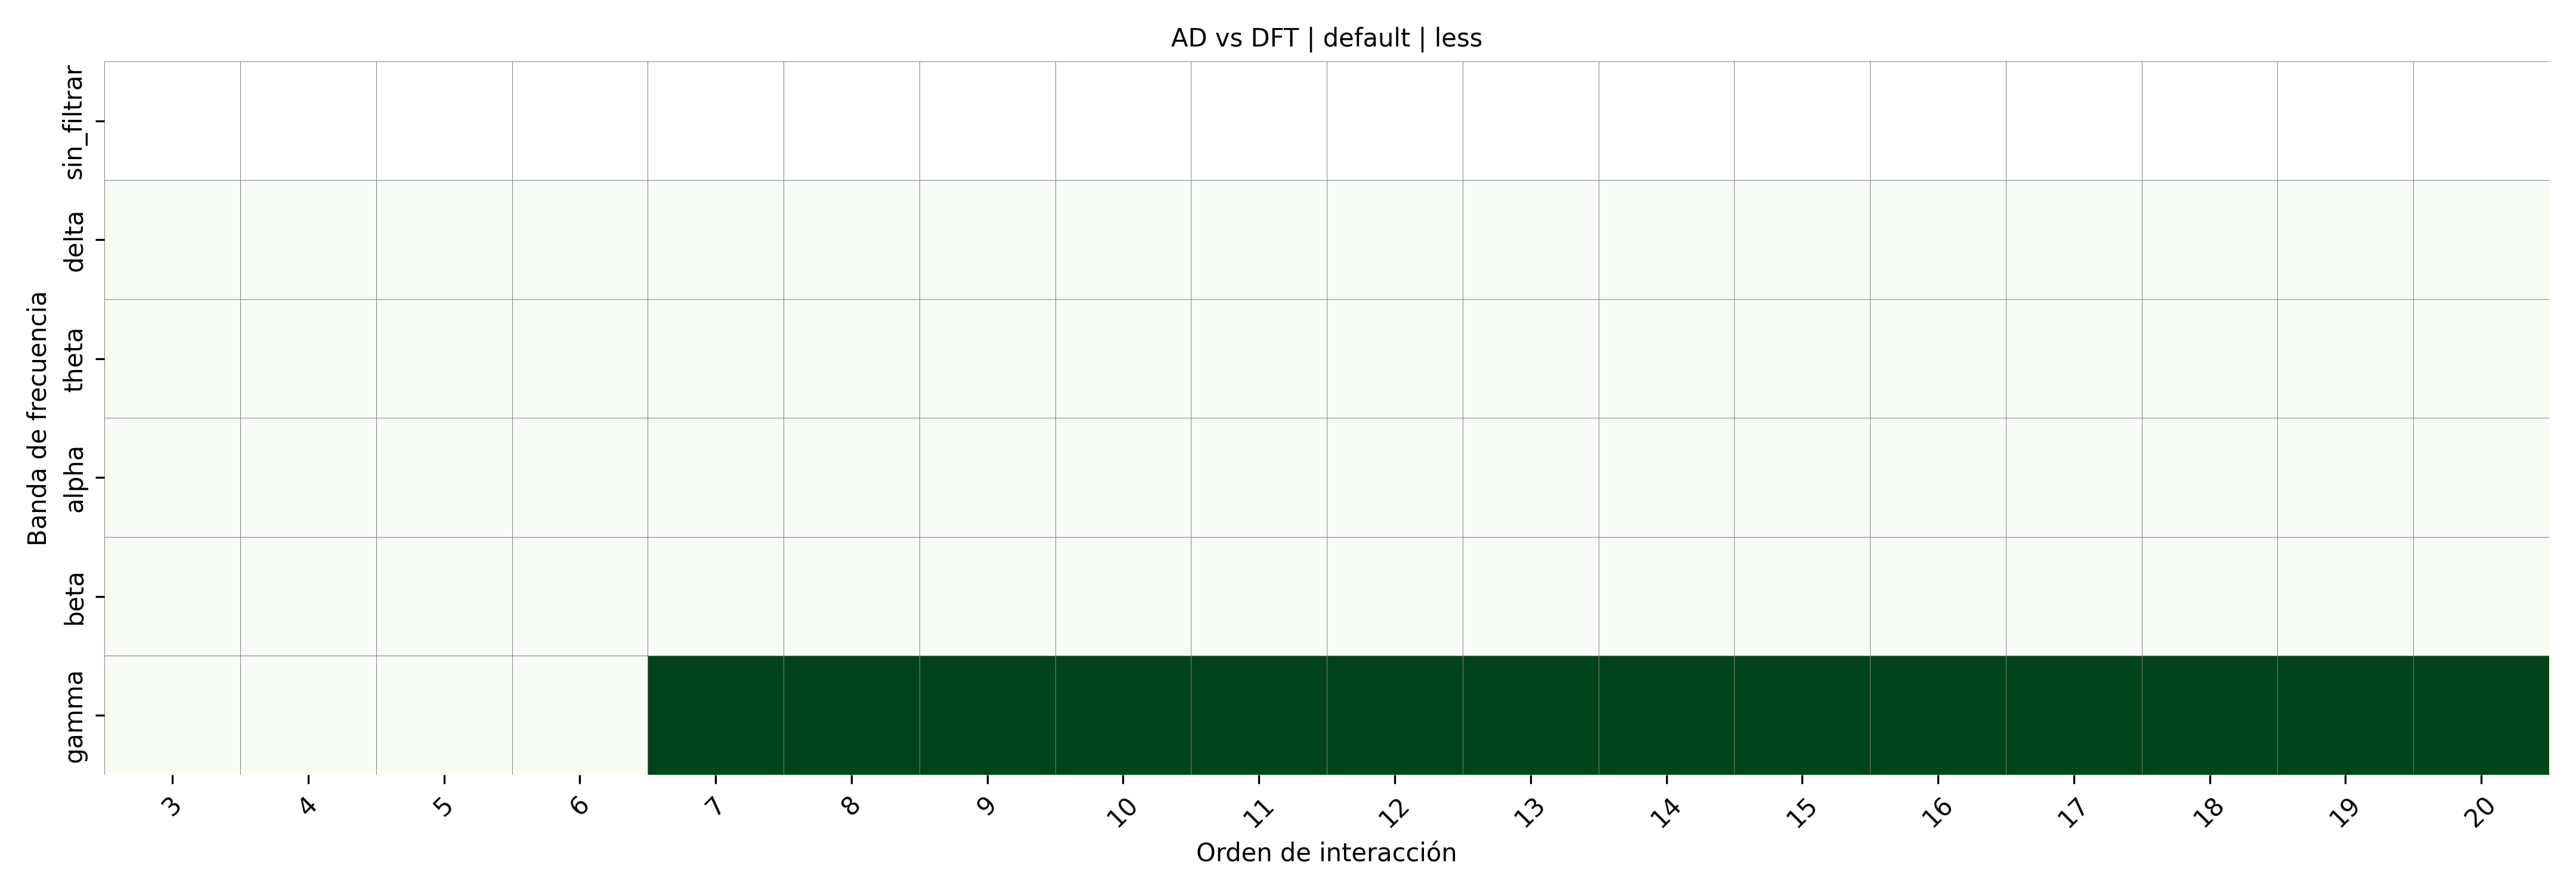 AD vs DFT | default | less
Banda de frecuencia
sin_filtrar
delta
theta
alpha
beta
gamma
3 4 5 6 7 8 9 10 11 12 13 14 15 16 17 18 19 20
Orden de interacción